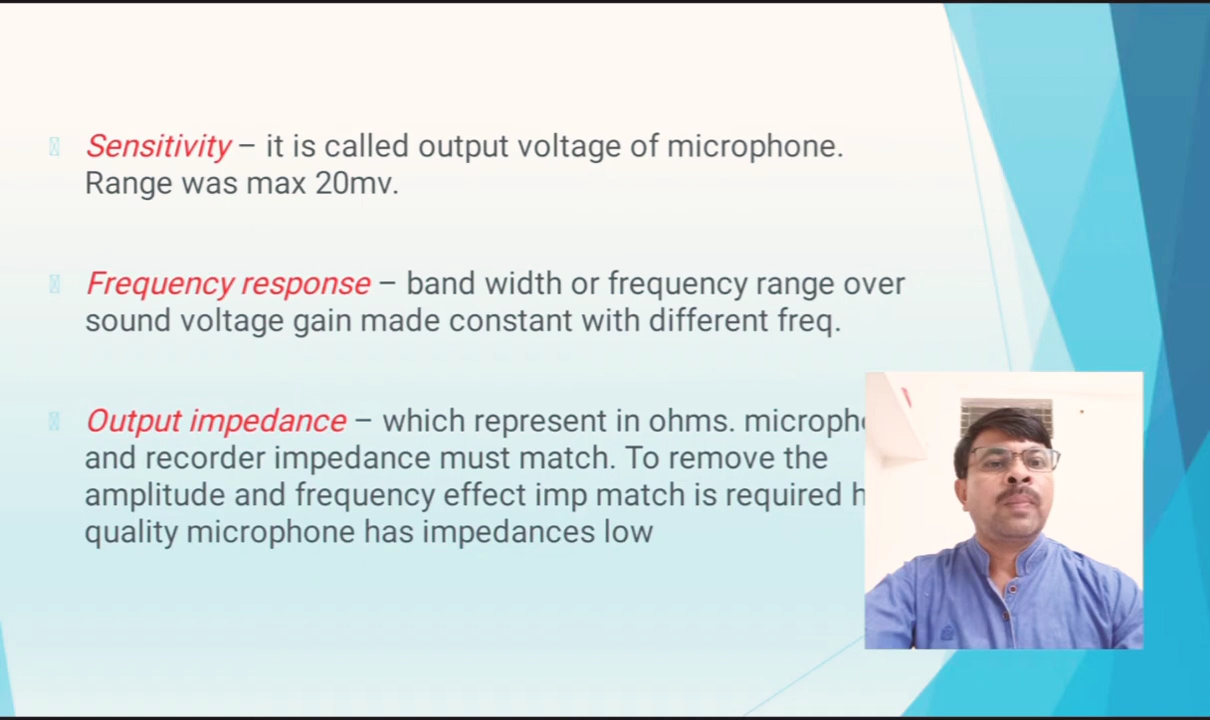 Sensitivity – it is called output voltage of microphone.
Range was max 20mv.
Frequency response – band width or frequency range over
sound voltage gain made constant with different freq.
Output impedance – which represent in ohms.
and recorder impedance must match. To remove the
amplitude and frequency effect imp match is required
quality microphone has impedances low